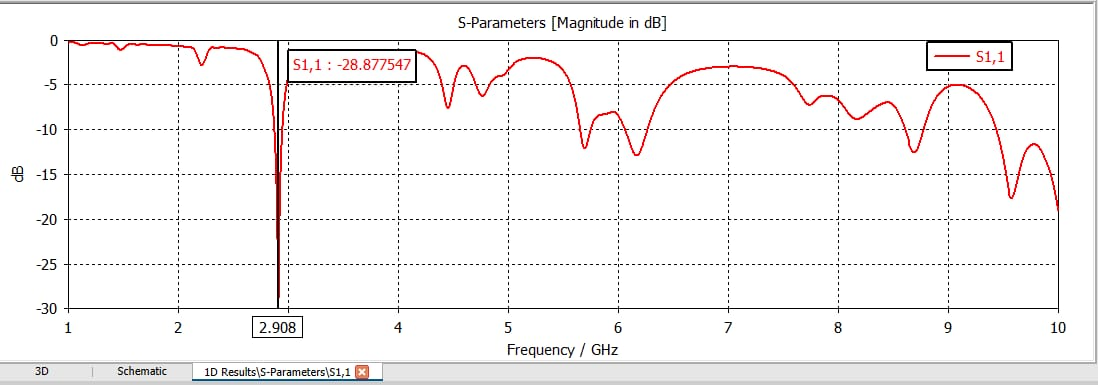 S-Parameters [Magnitude in dB]
0
-5
-10
-15
-20
-25
-30
dB
S1,1 : -28.877547
S1,1
1 2 2.908 4 5 6 7 8 9 10
Frequency / GHz
3D Schematic 1D Results\S-Parameters\S1,1